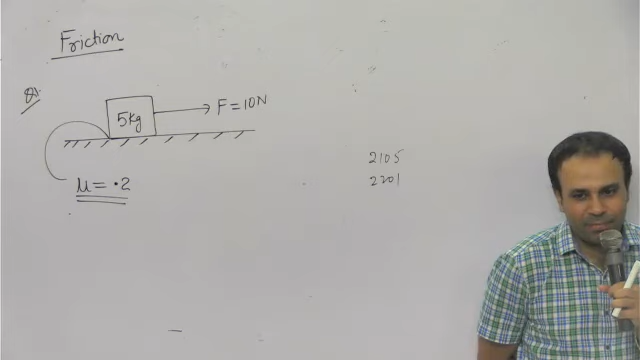 Friction
Q)
5kg
F = 10N
μ = .2
2105
2201